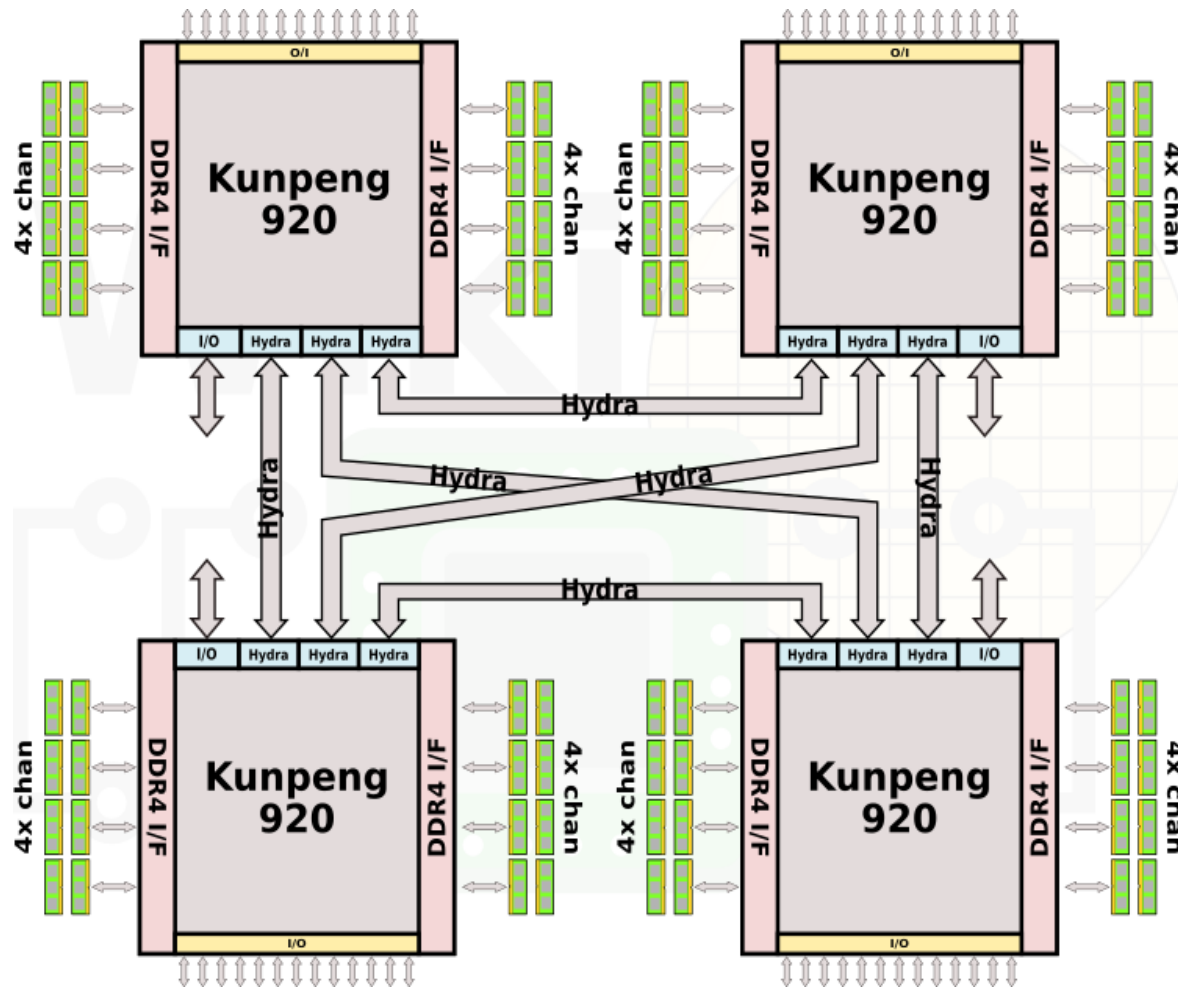 O/I
O/I
4x chan
DDR4 I/F
Kunpeng
920
DDR4 I/F
4x chan
4x chan
DDR4 I/F
Kunpeng
920
DDR4 I/F
4x chan
I/O
Hydra
Hydra
Hydra
Hydra
Hydra
Hydra
I/O
Hydra
Hydra
Hydra
Hydra
Hydra
Hydra
I/O
Hydra
Hydra
Hydra
Hydra
Hydra
Hydra
I/O
4x chan
DDR4 I/F
Kunpeng
920
DDR4 I/F
4x chan
4x chan
DDR4 I/F
Kunpeng
920
DDR4 I/F
4x chan
I/O
I/O
WIKI